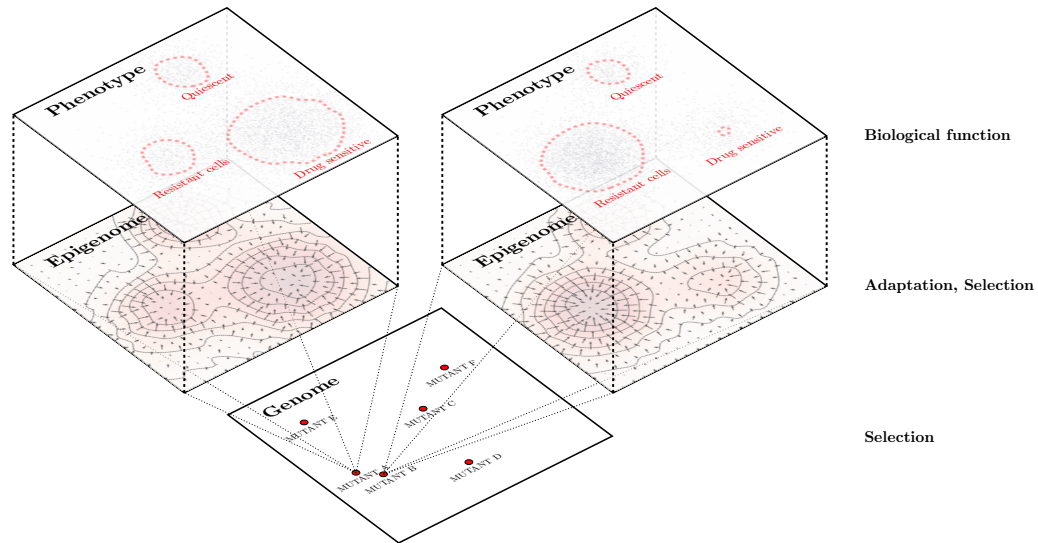 Phenotype
Quiescent
Resistant cells
Drug sensitive
Epigenome
Phenotype
Quiescent
Resistant cells
Drug sensitive
Epigenome
Genome
MUTANT F
MUTANT C
MUTANT E
MUTANT A
MUTANT B
MUTANT D
Biological function
Adaptation, Selection
Selection